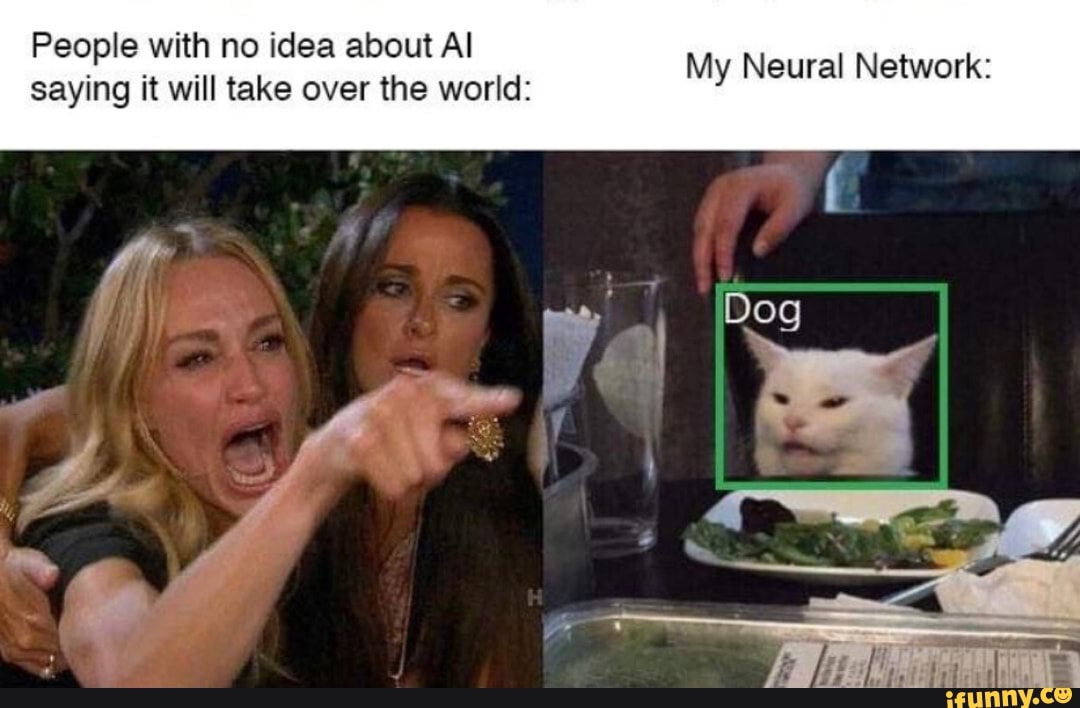 People with no idea about AI
saying it will take over the world:
My Neural Network:
Dog
H
ifunny.co